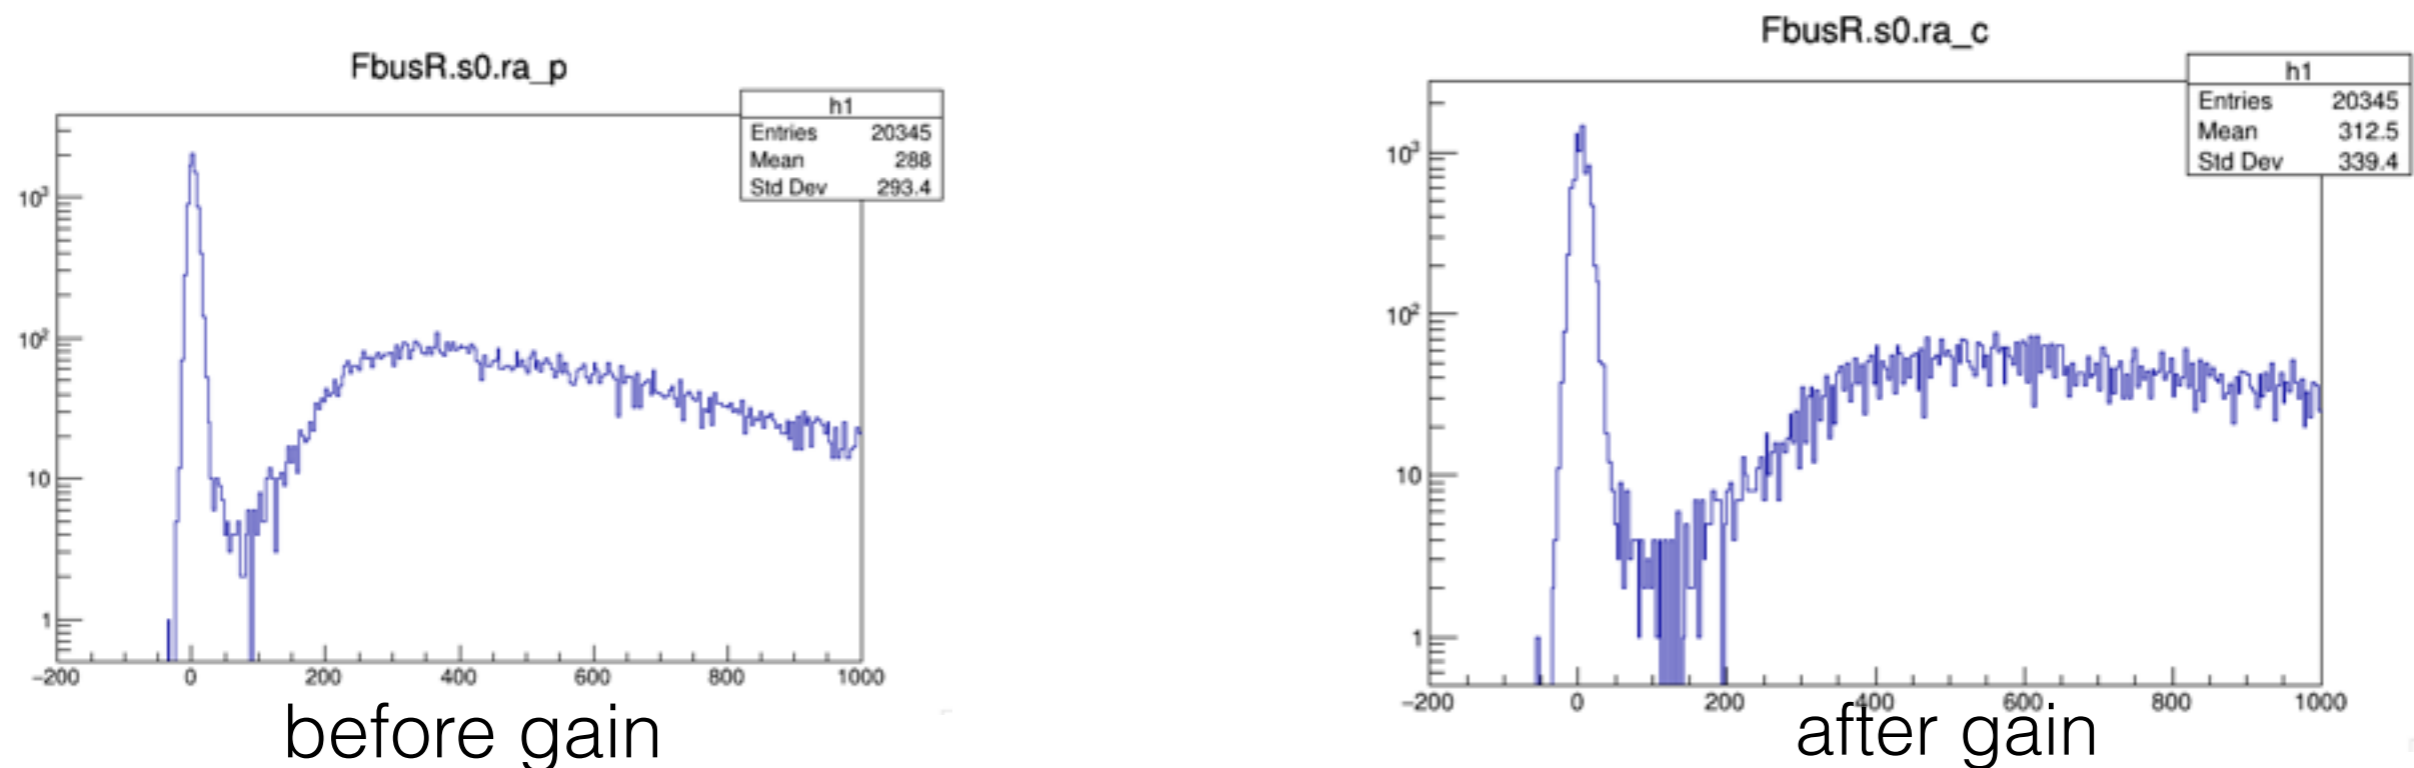 FbusR.s0.ra_p
h1
Entries 20345
Mean 288
Std Dev 293.4
10³
10²
10
1
−200 0 200 400 600 800 1000
before gain
FbusR.s0.ra_c
h1
Entries 20345
Mean 312.5
Std Dev 339.4
10³
10²
10
1
−200 0 200 400 600 800 1000
after gain